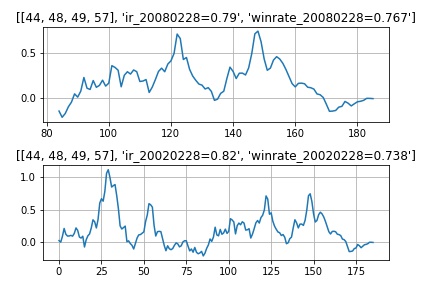 [[44, 48, 49, 57], 'ir_20080228=0.79', 'winrate_20080228=0.767']
0.5
0.0
80 100 120 140 160 180
[[44, 48, 49, 57], 'ir_20020228=0.82', 'winrate_20020228=0.738']
1.0
0.5
0.0
0 25 50 75 100 125 150 175